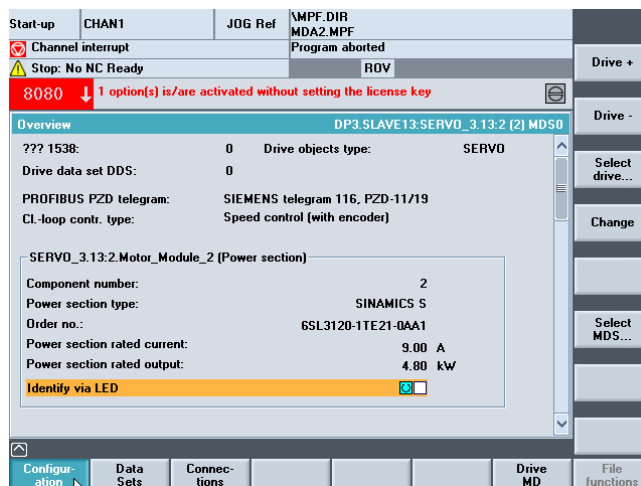 Start-up CHAN1 JOG Ref \MPF.DIR
MDA2.MPF
Channel interrupt Program aborted
Stop: No NC Ready ROV
8080 1 option(s) is/are activated without setting the license key
Overview DP3.SLAVE13:SERVO_3.13:2 (2) MDS0
??? 1538: 0 Drive objects type: SERVO
Drive data set DDS: 0
PROFIBUS PZD telegram: SIEMENS telegram 116, PZD-11/19
Cl.-loop contr. type: Speed control (with encoder)
SERVO_3.13:2.Motor_Module_2 (Power section)
Component number: 2
Power section type: SINAMICS S
Order no.: 6SL3120-1TE21-0AA1
Power section rated current: 9.00 A
Power section rated output: 4.80 kW
Identify via LED
Drive +
Drive -
Select
drive...
Change
Select
MDS...
Configur-
ation
Data
Sets
Connec-
tions
Drive
MD
File
functions